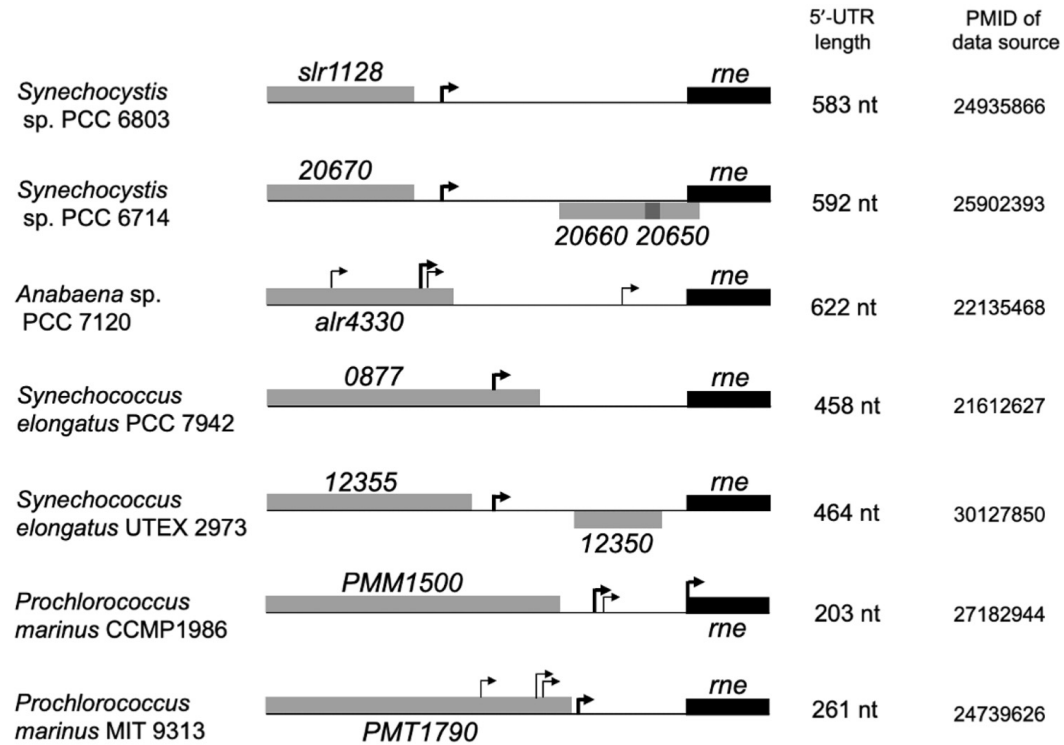 5′-UTR length
PMID of data source
slr1128
rne
Synechocystis
sp. PCC 6803
583 nt
24935866
20670
rne
Synechocystis
sp. PCC 6714
592 nt
25902393
20660 20650
Anabaena sp.
PCC 7120
rne
622 nt
22135468
alr4330
0877
rne
Synechococcus
elongatus PCC 7942
458 nt
21612627
12355
rne
Synechococcus
elongatus UTEX 2973
464 nt
30127850
12350
PMM1500
Prochlorococcus
marinus CCMP1986
203 nt
27182944
rne
rne
Prochlorococcus
marinus MIT 9313
261 nt
24739626
PMT1790